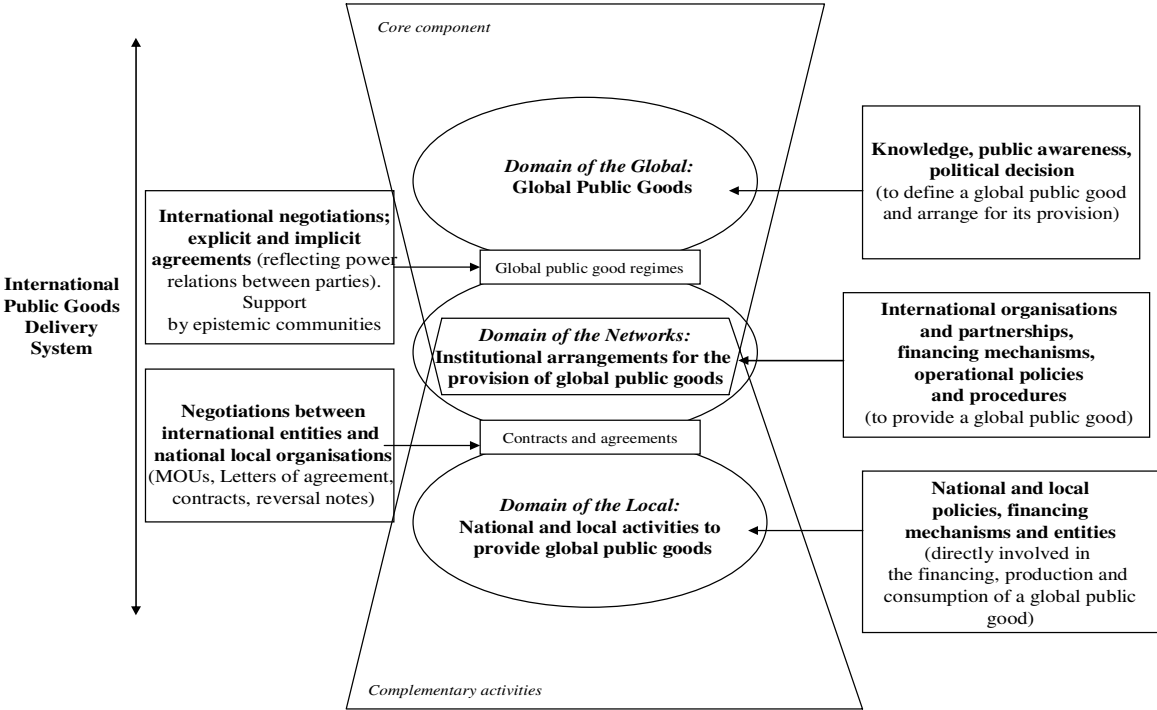 Core component
Domain of the Global:
Global Public Goods
Knowledge, public awareness,
political decision
(to define a global public good
and arrange for its provision)
International negotiations;
explicit and implicit
agreements (reflecting power
relations between parties).
Support
by epistemic communities
Global public good regimes
International
Public Goods
Delivery
System
Domain of the Networks:
Institutional arrangements for the
provision of global public goods
International organisations
and partnerships,
financing mechanisms,
operational policies
and procedures
(to provide a global public good)
Negotiations between
international entities and
national local organisations
(MOUs, Letters of agreement,
contracts, reversal notes)
Contracts and agreements
Domain of the Local:
National and local activities to
provide global public goods
National and local
policies, financing
mechanisms and entities
(directly involved in
the financing, production and
consumption of a global public
good)
Complementary activities